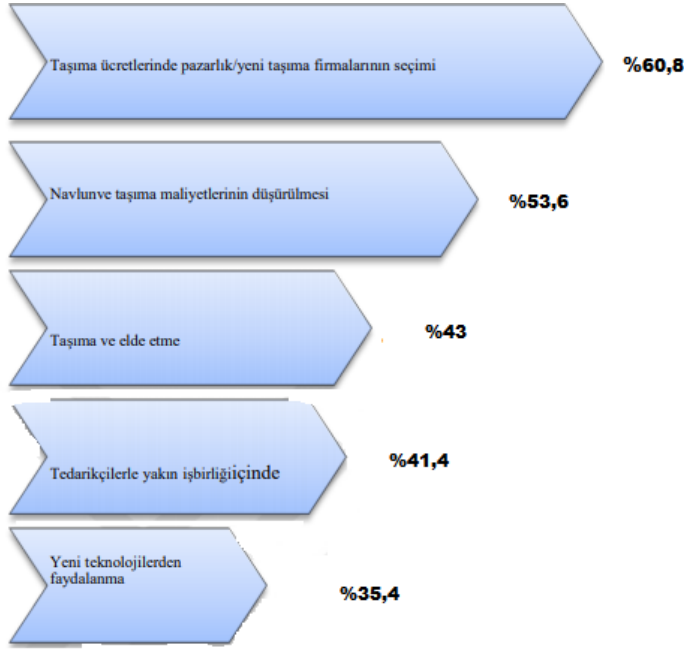 Taşıma ücretlerinde pazarlık/yeni taşıma firmalarının seçimi
%60,8
Navlunve taşıma maliyetlerinin düşürülmesi
%53,6
Taşıma ve elde etme
%43
Tedarikçilerle yakın işbirliğiiçinde
%41,4
Yeni teknolojilerden
faydalanma
%35,4